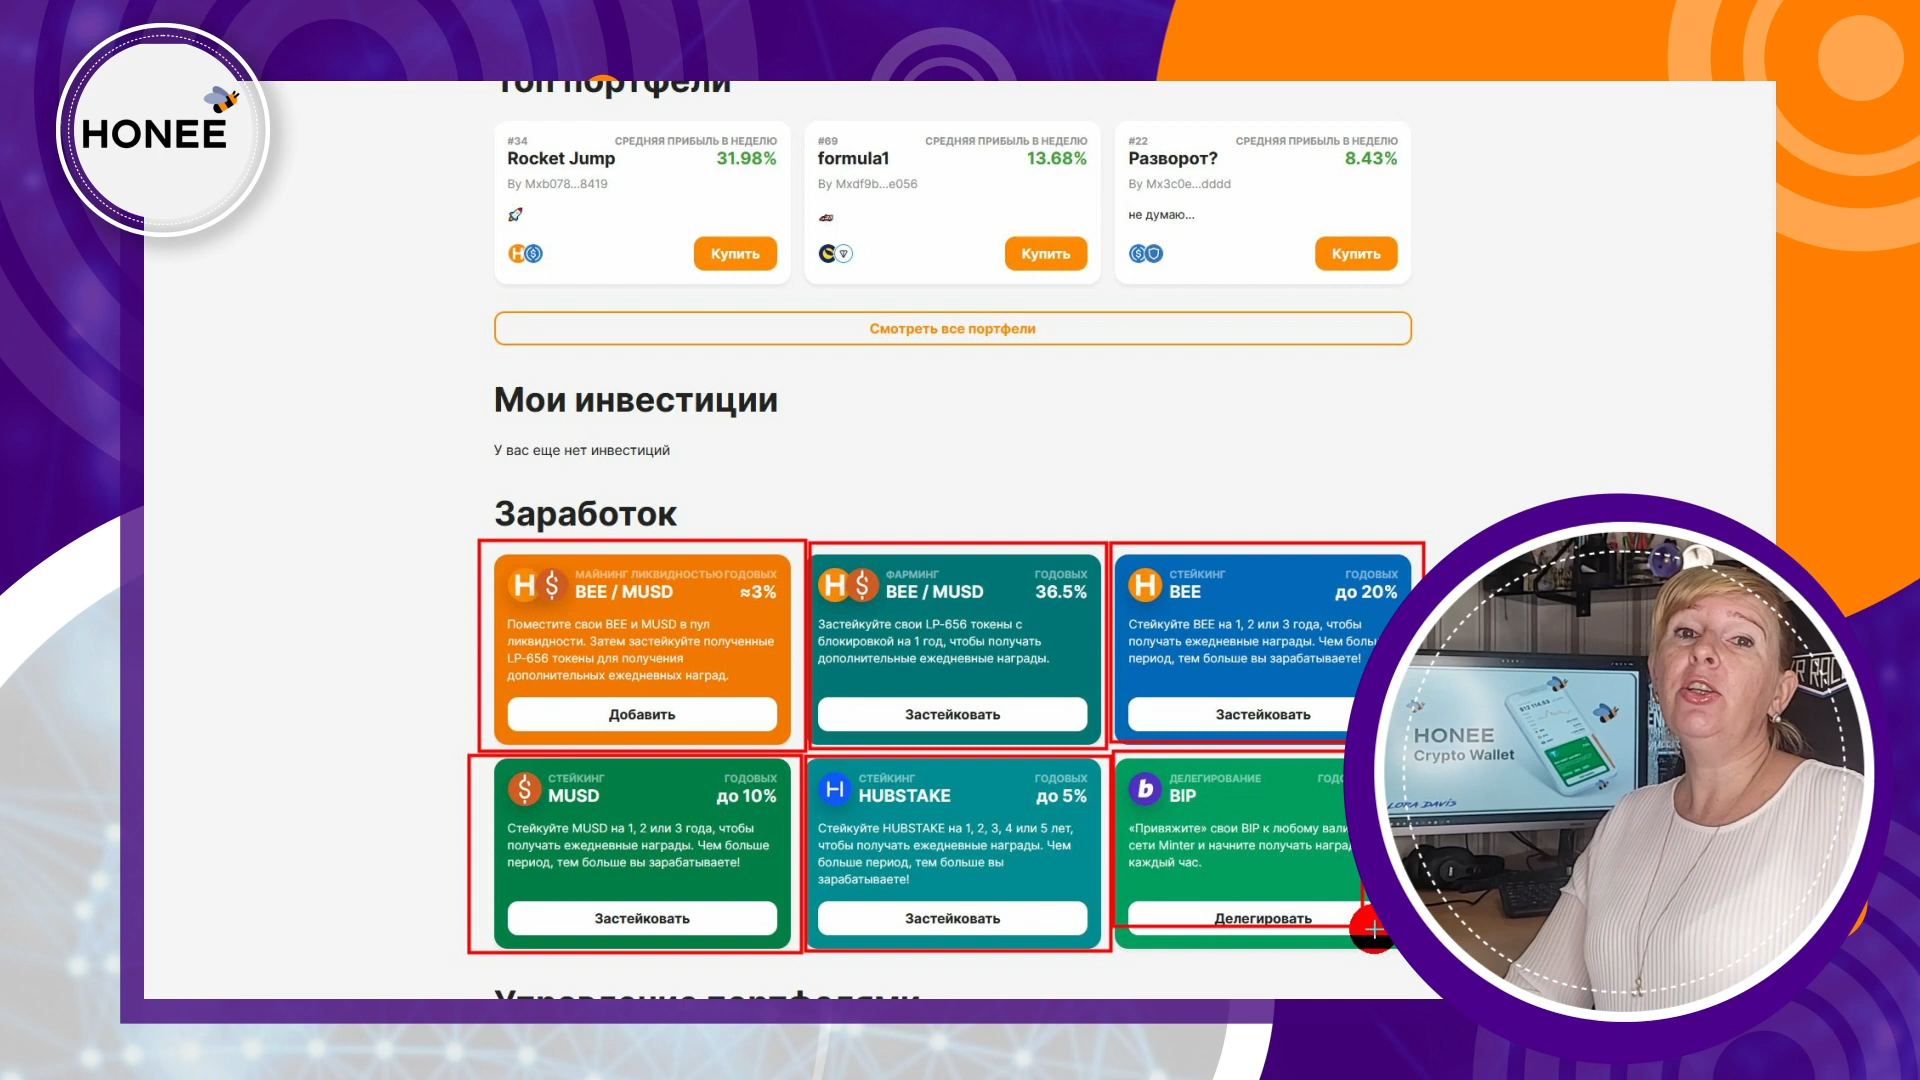 HONEE
Топ портфели
#34
СРЕДНЯЯ ПРИБЫЛЬ В НЕДЕЛЮ
Rocket Jump
31.98%
By Mxb078...8419
Купить
#69
СРЕДНЯЯ ПРИБЫЛЬ В НЕДЕЛЮ
formula1
13.68%
By Mxdf9b...e056
Купить
#22
СРЕДНЯЯ ПРИБЫЛЬ В НЕДЕЛЮ
Разворот?
8.43%
By Mx3c0e...dddd
не думаю...
Купить
Смотреть все портфели
Мои инвестиции
У вас еще нет инвестиций
Заработок
МАЙНИНГ ЛИКВИДНОСТЬЮ
ГОДОВЫХ
BEE / MUSD
≈3%
Поместите свои BEE и MUSD в пул
ликвидности. Затем застейкуйте полученные
LP-656 токены для получения
дополнительных ежедневных наград.
Добавить
ФАРМИНГ
ГОДОВЫХ
BEE / MUSD
36.5%
Застейкуйте свои LP-656 токены с
блокировкой на 1 год, чтобы получать
дополнительные ежедневные награды.
Застейковать
СТЕЙКИНГ
ГОДОВЫХ
BEE
до 20%
Стейкуйте BEE на 1, 2 или 3 года, чтобы
получать ежедневные награды. Чем боль
период, тем больше вы зарабатываете!
Застейковать
СТЕЙКИНГ
ГОДОВЫХ
MUSD
до 10%
Стейкуйте MUSD на 1, 2 или 3 года, чтобы
получать ежедневные награды. Чем больше
период, тем больше вы зарабатываете!
Застейковать
СТЕЙКИНГ
ГОДОВЫХ
HUBSTAKE
до 5%
Стейкуйте HUBSTAKE на 1, 2, 3, 4 или 5 лет,
чтобы получать ежедневные награды. Чем
больше период, тем больше вы
зарабатываете!
Застейковать
ДЕЛЕГИРОВАНИЕ
ГОДО
BIP
«Привяжите» свои BIP к любому вали
сети Minter и начните получать наград
каждый час.
Делегировать
Управление портфелями
HONEE
Crypto Wallet
LORA DAVIS